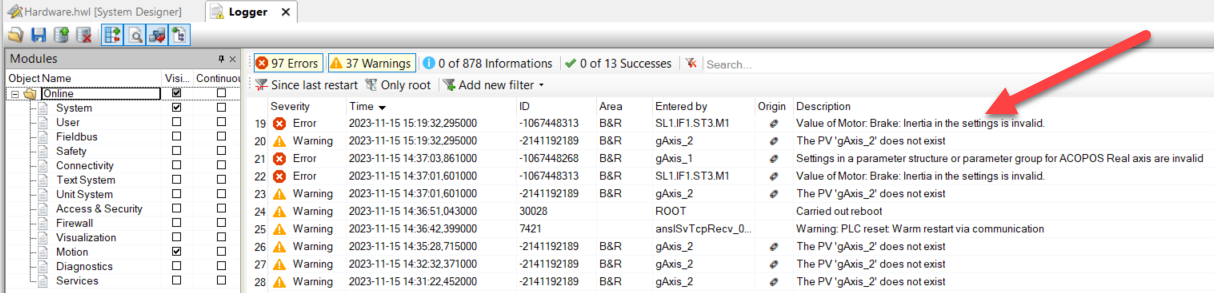 Hardware.hwl [System Designer] Logger
Modules
Object Name Visi... Continuou
Online
System
User
Fieldbus
Safety
Connectivity
Text System
Unit System
Access & Security
Firewall
Visualization
Motion
Diagnostics
Services
97 Errors 37 Warnings 0 of 878 Informations 0 of 13 Successes Search...
Since last restart Only root Add new filter
Severity Time ID Area Entered by Origin Description
19 Error 2023-11-15 15:19:32,295000 -1067448313 B&R SL1.IF1.ST3.M1 Value of Motor: Brake: Inertia in the settings is invalid.
20 Warning 2023-11-15 15:19:32,295000 -2141192189 B&R gAxis_2 The PV 'gAxis_2' does not exist
21 Error 2023-11-15 14:37:03,861000 -1067448268 B&R gAxis_1 Settings in a parameter structure or parameter group for ACOPOS Real axis are invalid
22 Error 2023-11-15 14:37:01,601000 -1067448313 B&R SL1.IF1.ST3.M1 Value of Motor: Brake: Inertia in the settings is invalid.
23 Warning 2023-11-15 14:37:01,601000 -2141192189 B&R gAxis_2 The PV 'gAxis_2' does not exist
24 Warning 2023-11-15 14:36:51,043000 30028 ROOT Carried out reboot
25 Warning 2023-11-15 14:36:42,399000 7421 anslSvTcpRecv_0... Warning: PLC reset: Warm restart via communication
26 Warning 2023-11-15 14:35:28,715000 -2141192189 B&R gAxis_2 The PV 'gAxis_2' does not exist
27 Warning 2023-11-15 14:32:32,371000 -2141192189 B&R gAxis_2 The PV 'gAxis_2' does not exist
28 Warning 2023-11-15 14:31:22,452000 -2141192189 B&R gAxis_2 The PV 'gAxis_2' does not exist